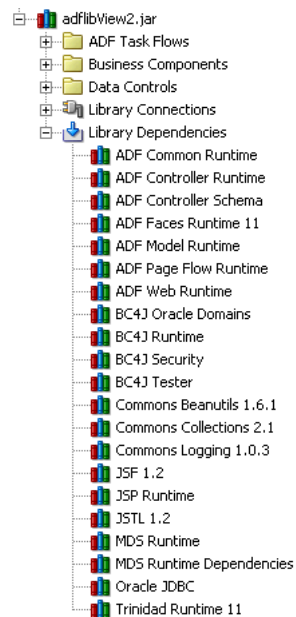 adflibView2.jar
ADF Task Flows
Business Components
Data Controls
Library Connections
Library Dependencies
ADF Common Runtime
ADF Controller Runtime
ADF Controller Schema
ADF Faces Runtime 11
ADF Model Runtime
ADF Page Flow Runtime
ADF Web Runtime
BC4J Oracle Domains
BC4J Runtime
BC4J Security
BC4J Tester
Commons Beanutils 1.6.1
Commons Collections 2.1
Commons Logging 1.0.3
JSF 1.2
JSP Runtime
JSTL 1.2
MDS Runtime
MDS Runtime Dependencies
Oracle JDBC
Trinidad Runtime 11